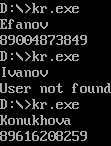 D:\>kr.exe
Efanov
89004873849
D:\>kr.exe
Ivanov
User not found
D:\>kr.exe
Konukhova
89616208259